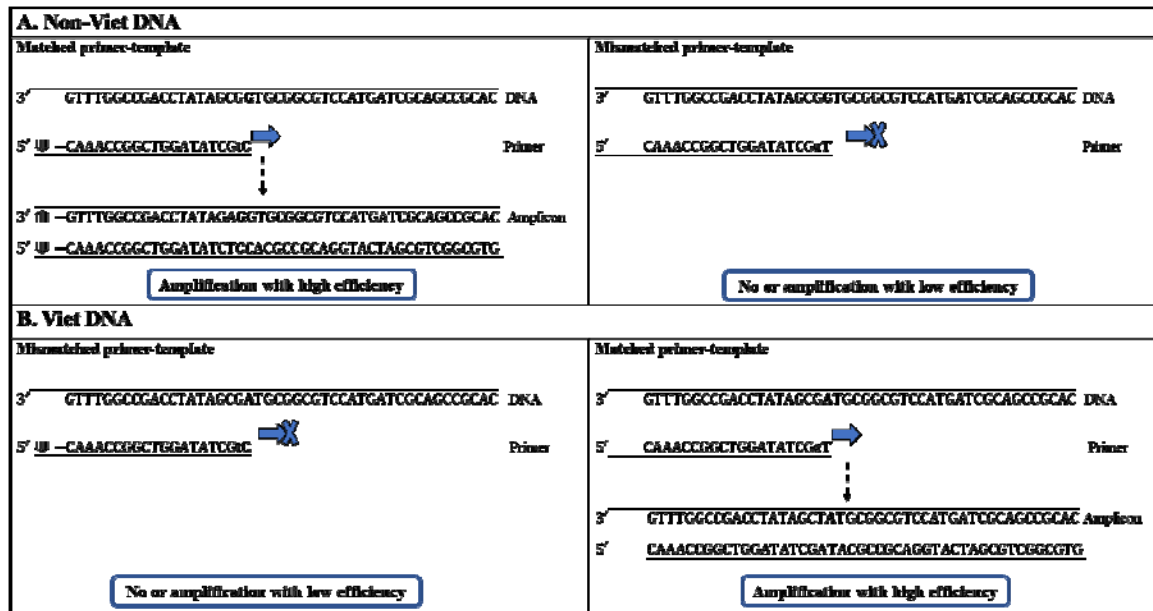 A. Non-Viet DNA
Matched primer-template
3′ GTTTGGCCGACCTATAGCGGTGCGGCGTCCATGATCGCAGCCGCAC DNA
5′ –CAAACCGGCTGGATATCGtC Primer
3′ –GTTTGGCCGACCTATAGAGGTGCGGCGTCCATGATCGCAGCCGCAC Amplicon
5′ –CAAACCGGCTGGATATCTCCACGCCGCAGGTACTAGCGTCGGCGTG
Amplification with high efficiency
Mismatched primer-template
3′ GTTTGGCCGACCTATAGCGGTGCGGCGTCCATGATCGCAGCCGCAC DNA
5′ CAAACCGGCTGGATATCGaT Primer
No or amplification with low efficiency
B. Viet DNA
Mismatched primer-template
3′ GTTTGGCCGACCTATAGCGATGCGGCGTCCATGATCGCAGCCGCAC DNA
5′ –CAAACCGGCTGGATATCGtC Primer
No or amplification with low efficiency
Matched primer-template
3′ GTTTGGCCGACCTATAGCGATGCGGCGTCCATGATCGCAGCCGCAC DNA
5′ CAAACCGGCTGGATATCGaT Primer
3′ GTTTGGCCGACCTATAGCTATGCGGCGTCCATGATCGCAGCCGCAC Amplicon
5′ CAAACCGGCTGGATATCGATACGCCGCAGGTACTAGCGTCGGCGTG
Amplification with high efficiency